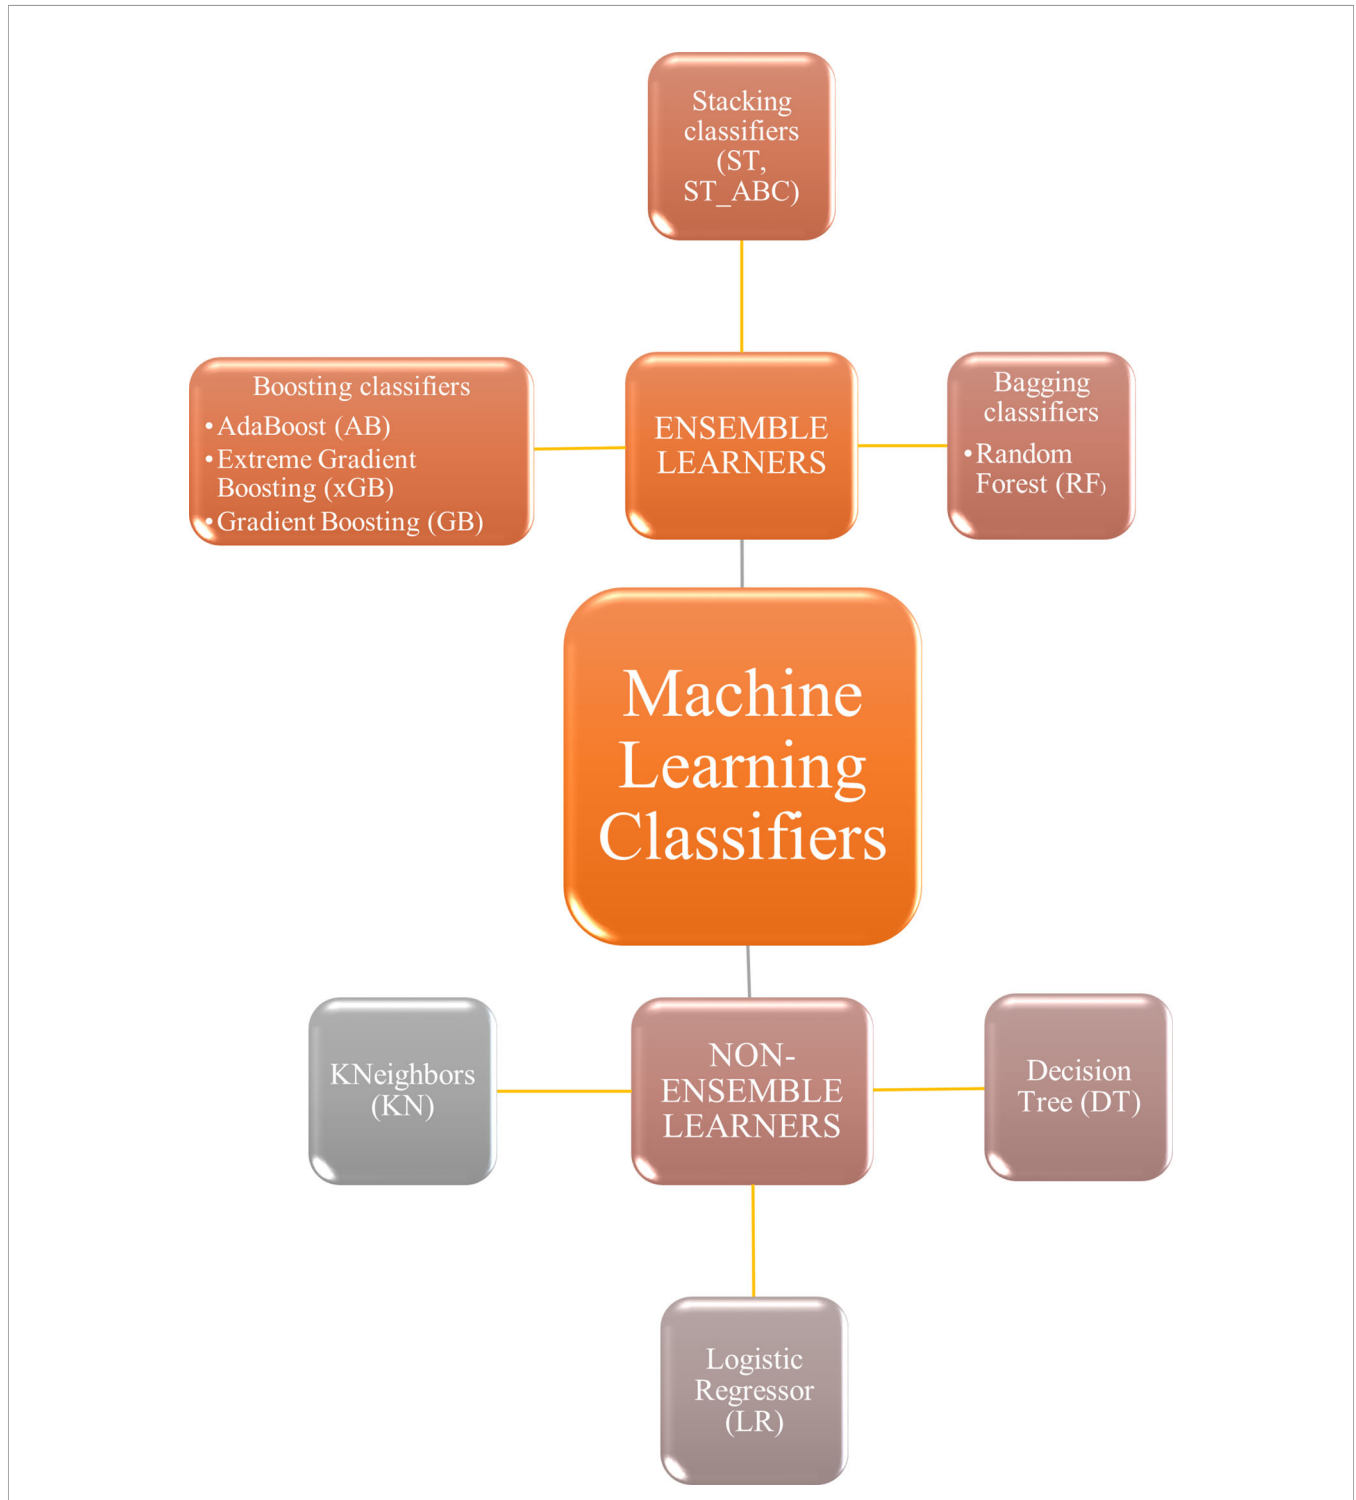 Stacking
classifiers
(ST,
ST_ABC)
Boosting classifiers
•AdaBoost (AB)
•Extreme Gradient
Boosting (xGB)
•Gradient Boosting (GB)
ENSEMBLE
LEARNERS
Bagging
classifiers
•Random
Forest (RF)
Machine
Learning
Classifiers
KNeighbors
(KN)
NON-
ENSEMBLE
LEARNERS
Decision
Tree (DT)
Logistic
Regressor
(LR)